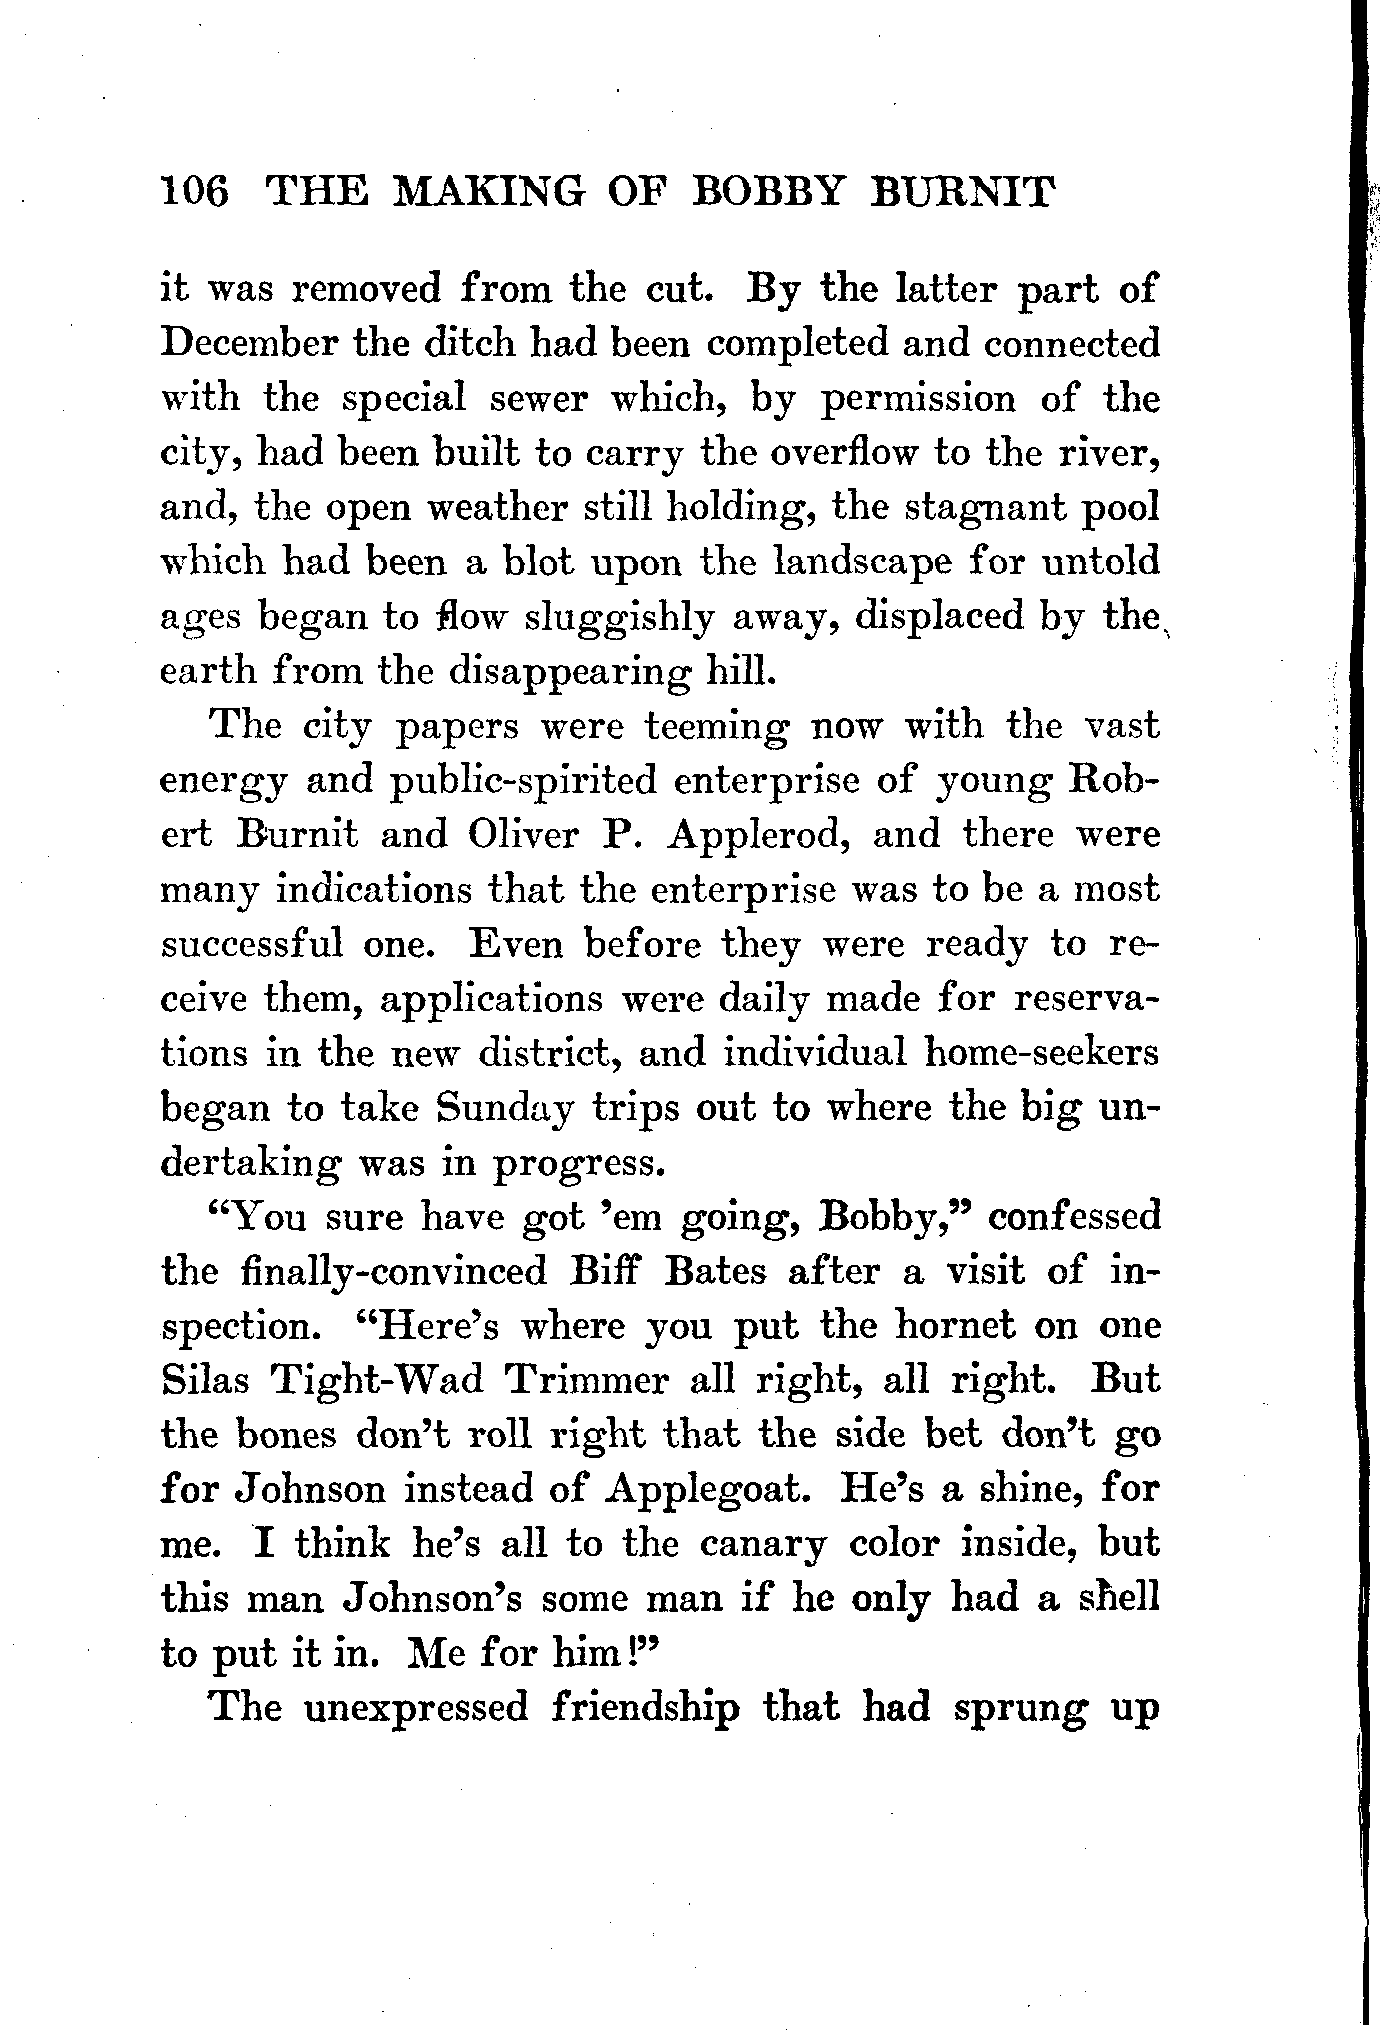 106 THE MAKING OF BOBBY BURNIT
it was removed from the cut. By the latter part of
December the ditch had been completed and connected
with the special sewer which, by permission of the
city, had been built to carry the overflow to the river,
and, the open weather still holding, the stagnant pool
which had been a blot upon the landscape for untold
ages began to flow sluggishly away, displaced by the
earth from the disappearing hill.
The city papers were teeming now with the vast
energy and public-spirited enterprise of young Rob-
ert Burnit and Oliver P. Applerod, and there were
many indications that the enterprise was to be a most
successful one. Even before they were ready to re-
ceive them, applications were daily made for reserva-
tions in the new district, and individual home-seekers
began to take Sunday trips out to where the big un-
dertaking was in progress.
“You sure have got ’em going, Bobby,” confessed
the finally-convinced Biff Bates after a visit of in-
spection. “Here’s where you put the hornet on one
Silas Tight-Wad Trimmer all right, all right. But
the bones don’t roll right that the side bet don’t go
for Johnson instead of Applegoat. He’s a shine, for
me. I think he’s all to the canary color inside, but
this man Johnson’s some man if he only had a shell
to put it in. Me for him!”
The unexpressed friendship that had sprung up